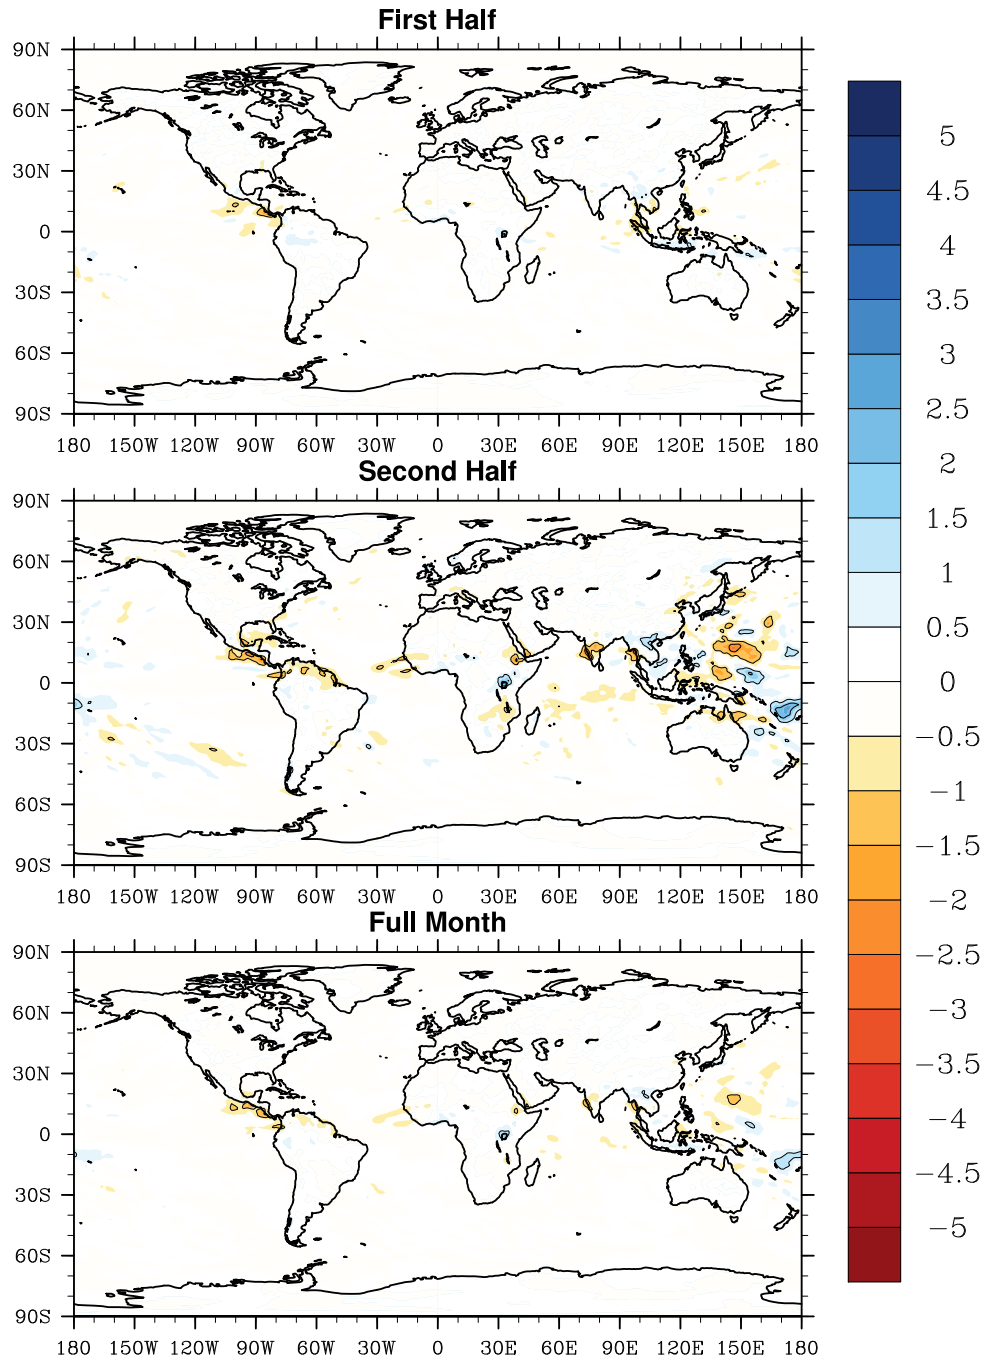 First Half
90N
60N
30N
0
30S
60S
90S
180 150W 120W 90W 60W 30W 0 30E 60E 90E 120E 150E 180
Second Half
90N
60N
30N
0
30S
60S
90S
180 150W 120W 90W 60W 30W 0 30E 60E 90E 120E 150E 180
Full Month
90N
60N
30N
0
30S
60S
90S
180 150W 120W 90W 60W 30W 0 30E 60E 90E 120E 150E 180
5
4.5
4
3.5
3
2.5
2
1.5
1
0.5
0
−0.5
−1
−1.5
−2
−2.5
−3
−3.5
−4
−4.5
−5